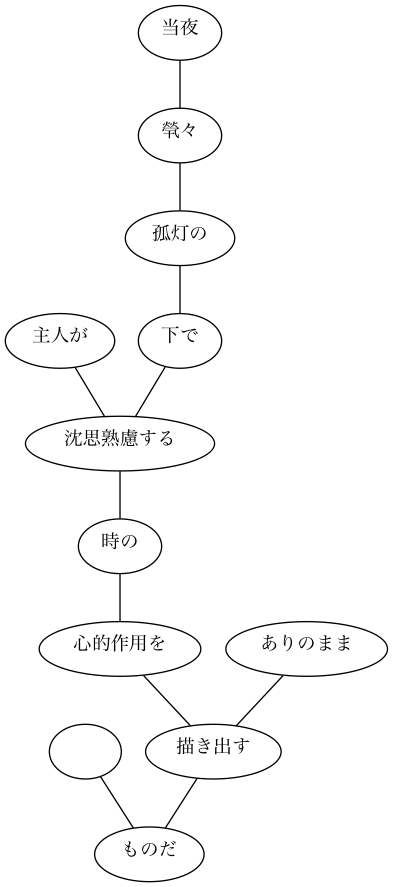 当夜
煢々
孤灯の
主人が
下で
沈思熟慮する
時の
心的作用を
ありのまま
描き出す
ものだ